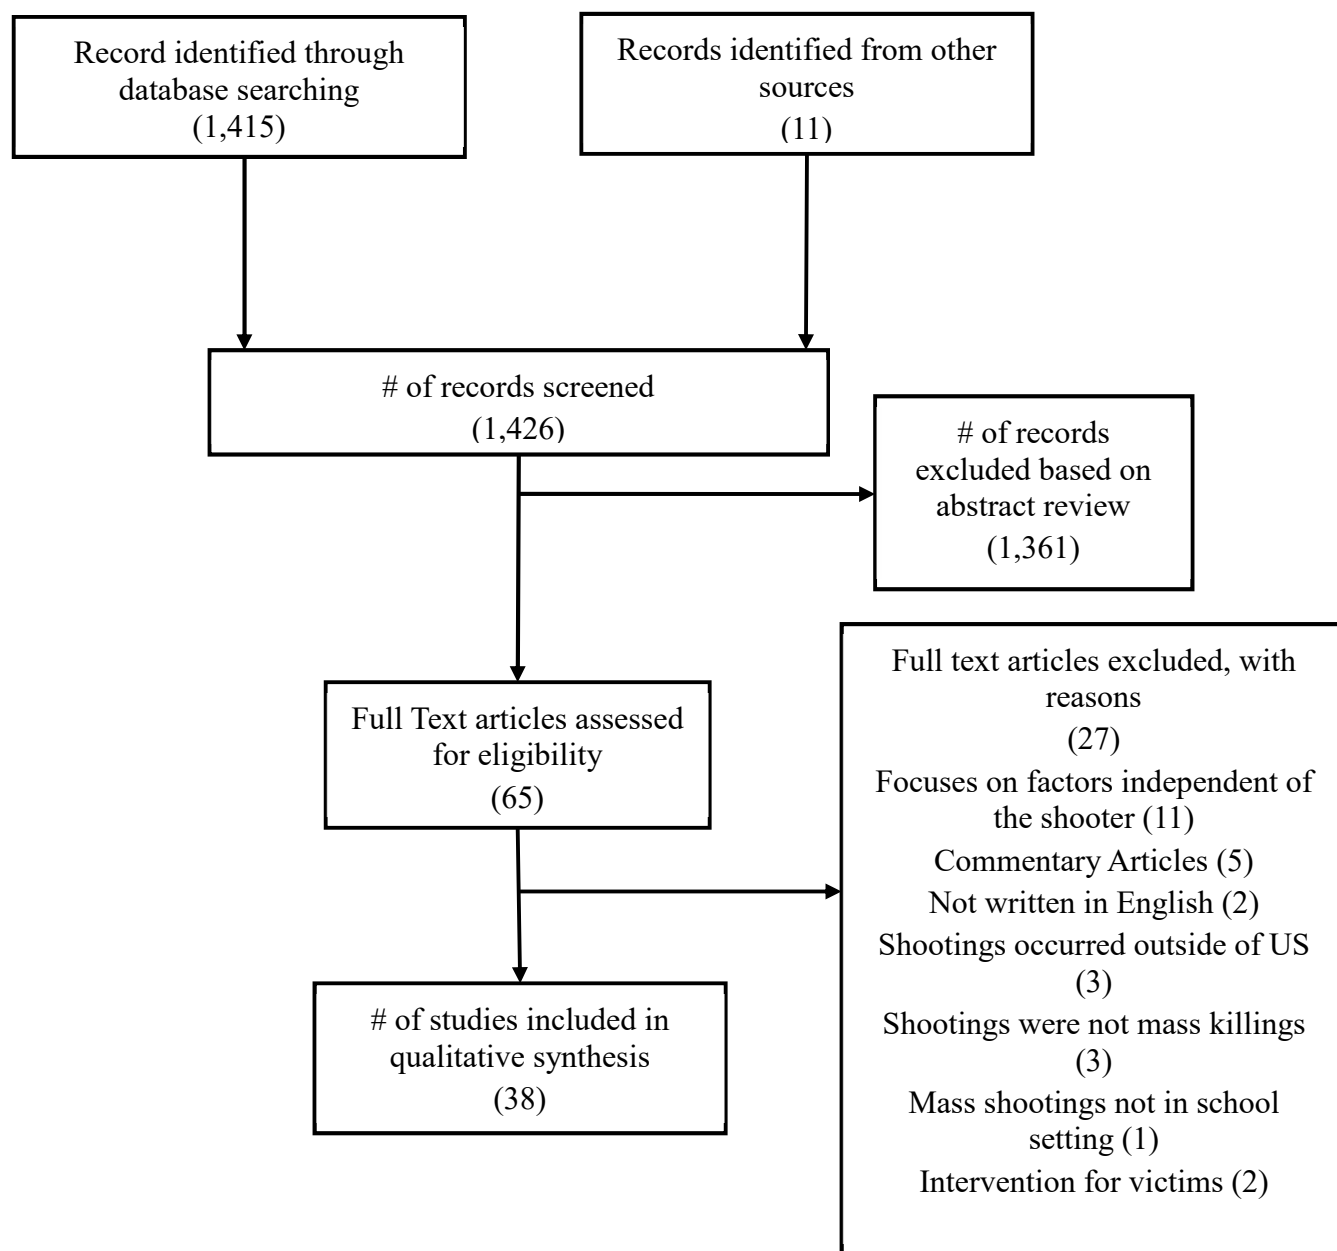 Record identified through
database searching
(1,415)
Records identified from other
sources
(11)
# of records screened
(1,426)
# of records
excluded based on
abstract review
(1,361)
Full Text articles assessed
for eligibility
(65)
Full text articles excluded, with
reasons
(27)
Focuses on factors independent of
the shooter (11)
Commentary Articles (5)
Not written in English (2)
Shootings occurred outside of US
(3)
Shootings were not mass killings
(3)
Mass shootings not in school
setting (1)
Intervention for victims (2)
# of studies included in
qualitative synthesis
(38)